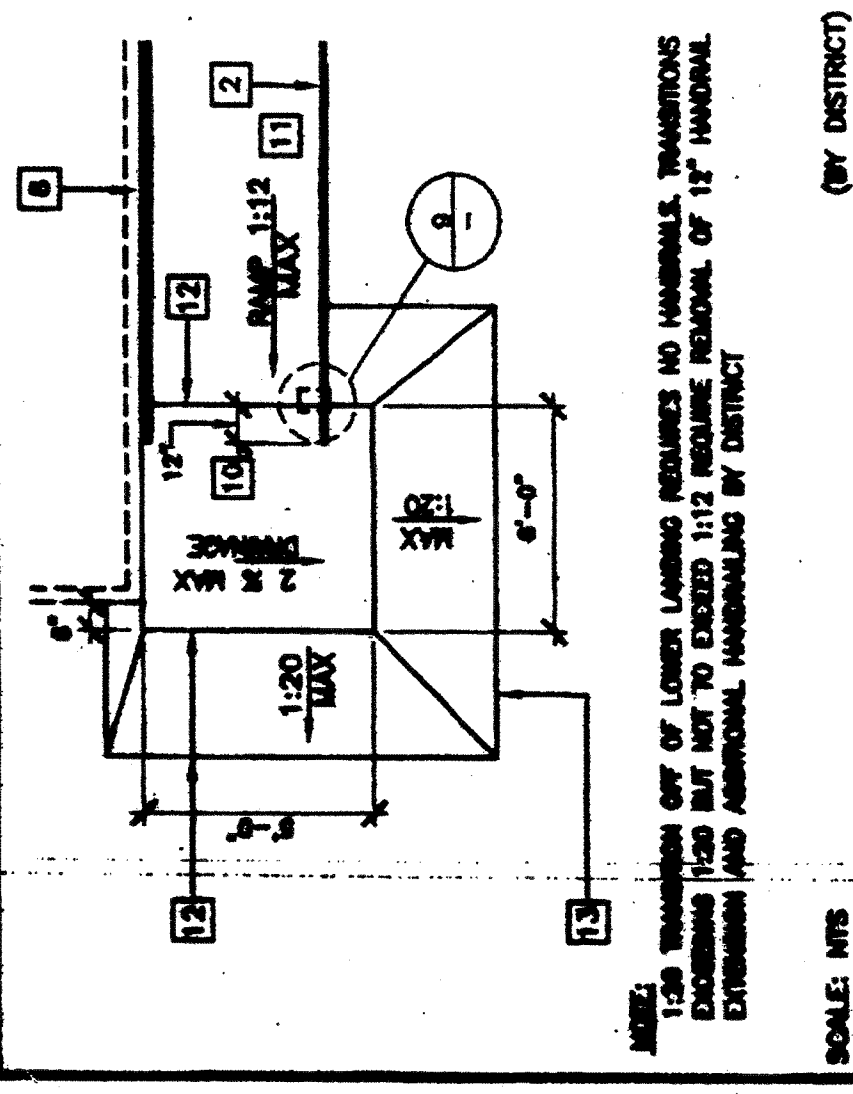 8
12
2
11
RAMP 1:12
MAX
12"
10
2 % MAX
DRAINAGE
1:20
MAX
1:20
MAX
6"
6'-0"
12
13
NOTE:
1:20 TRANSITION OFF OF LOWER LANDING REQUIRES NO HANDRAILS. TRANSITIONS
EXCEEDING 1:20 BUT NOT TO EXCEED 1:12 REQUIRE REMOVAL OF 12" HANDRAIL
EXTENSION AND ADDITIONAL HANDRAILING BY DISTRICT
SCALE: NTS
(BY DISTRICT)